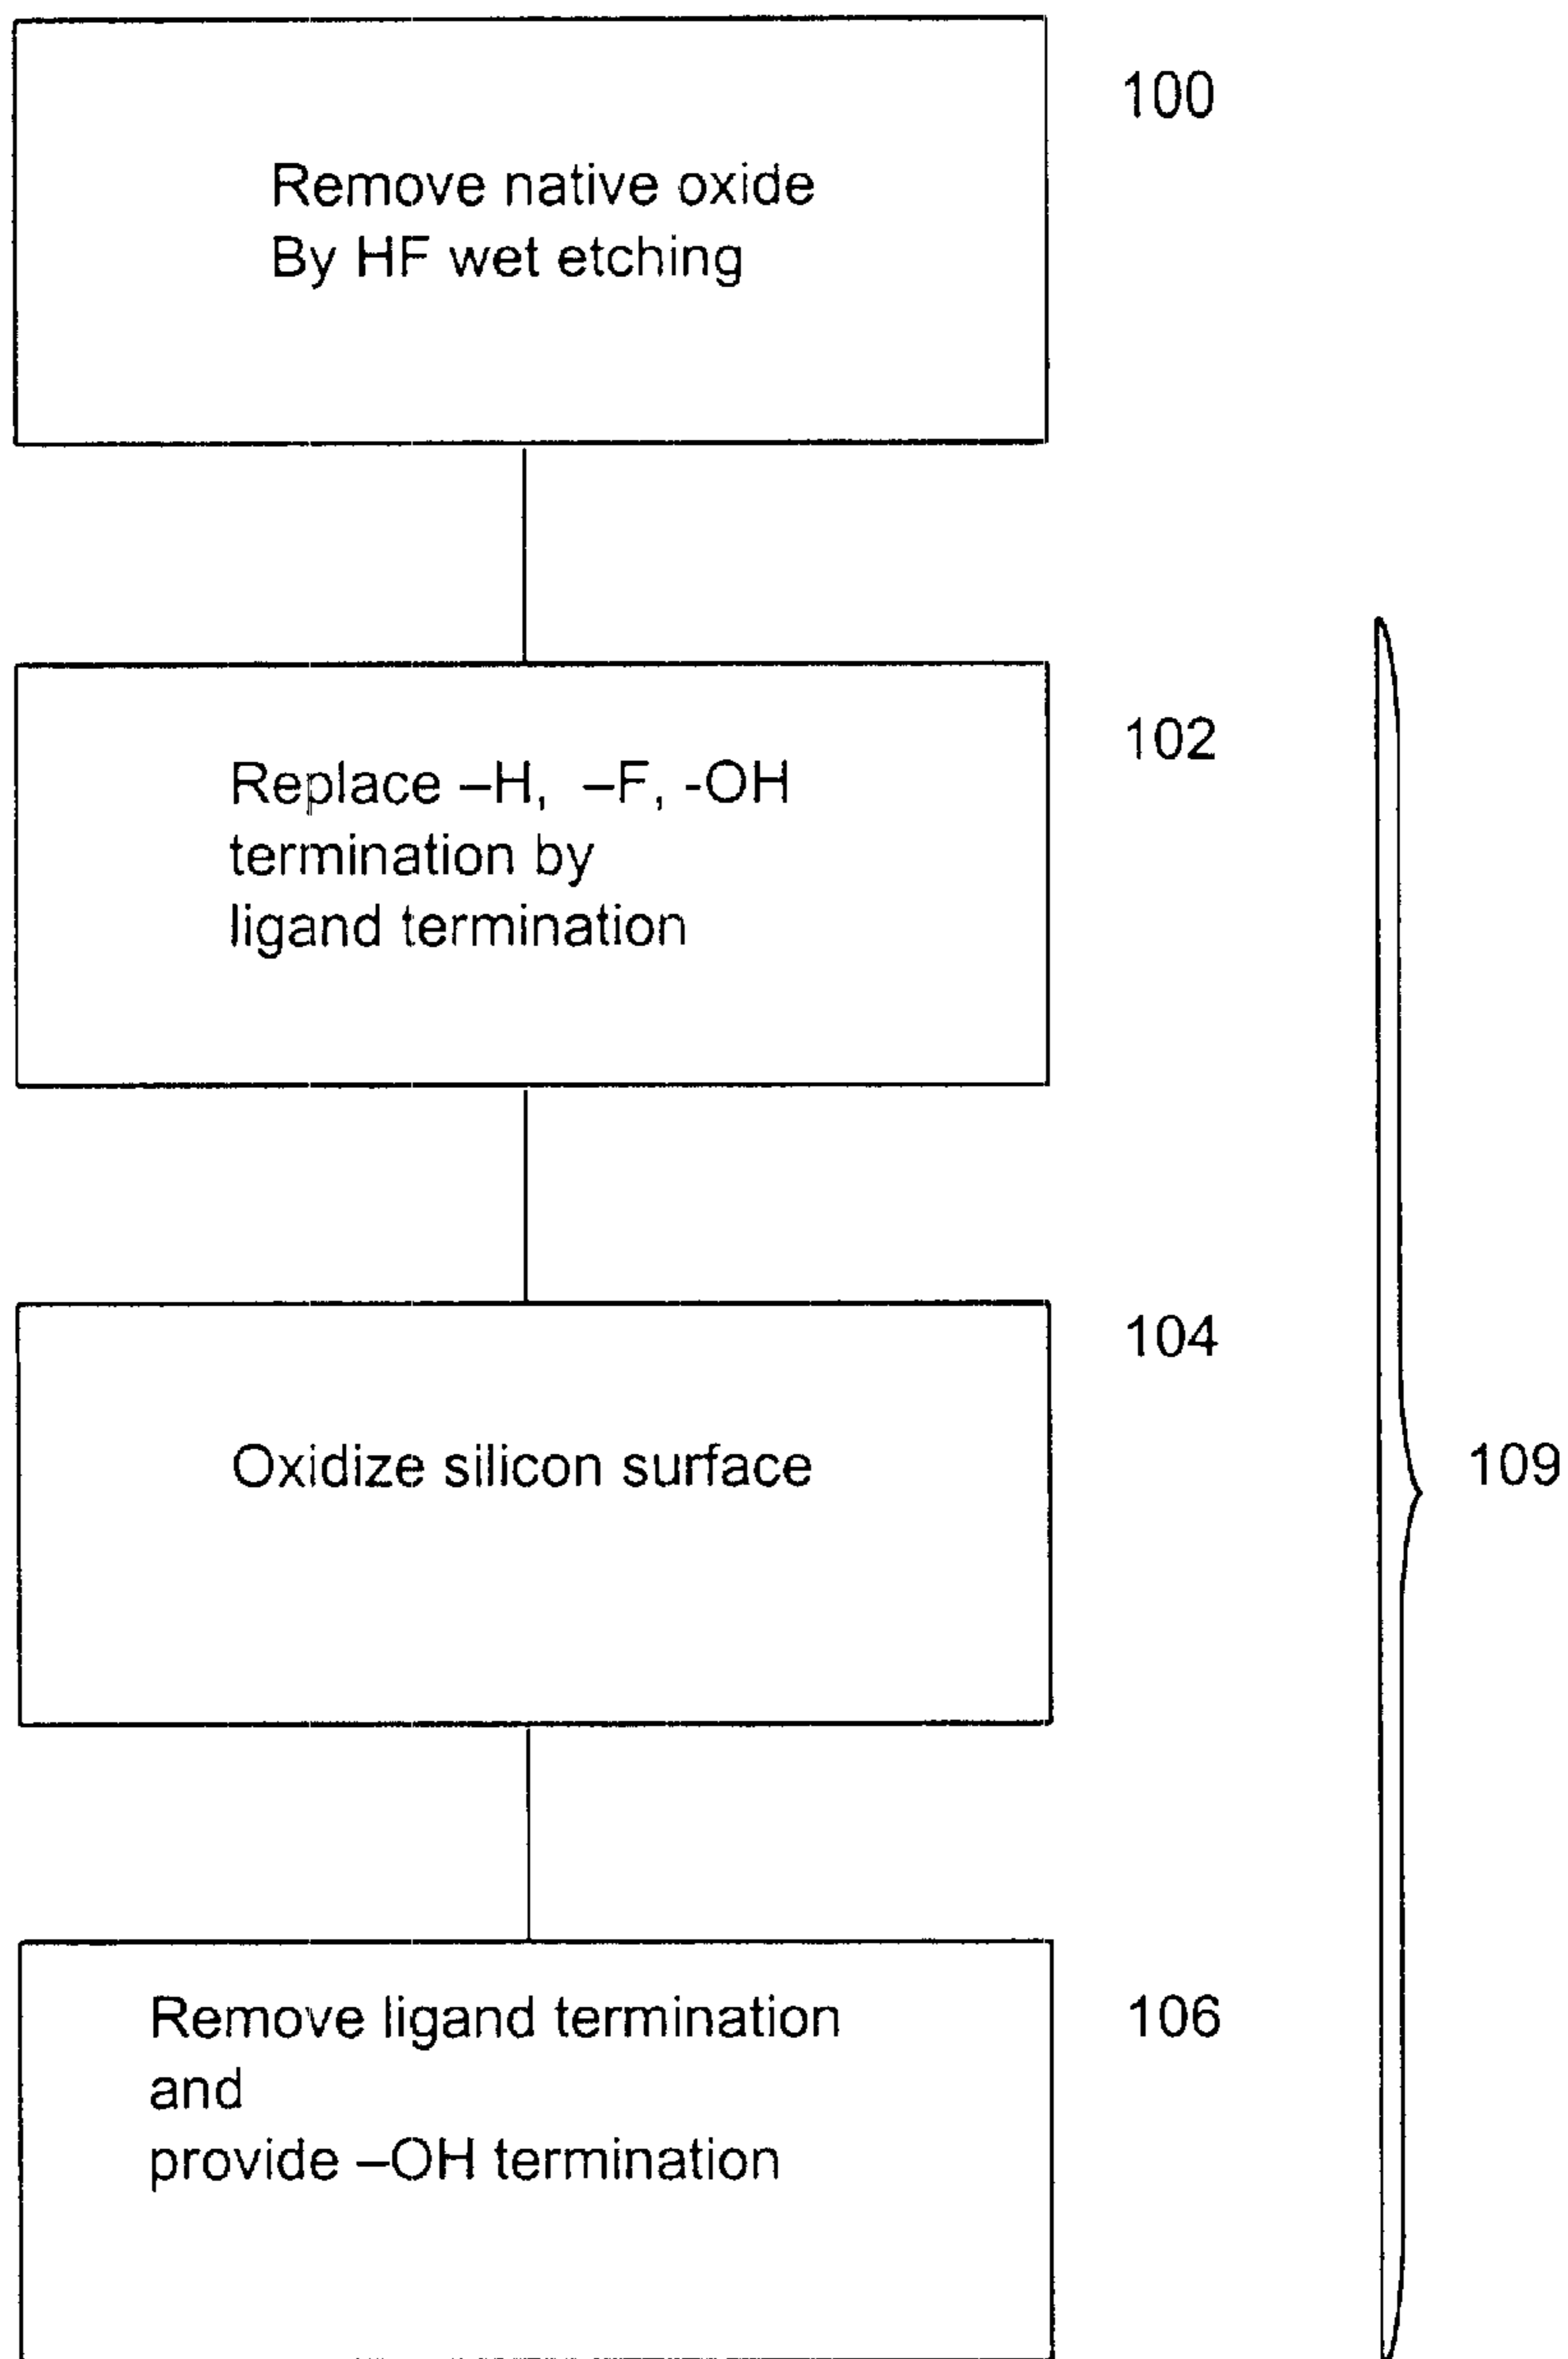 100
Remove native oxide
By HF wet etching
102
Replace –H, –F, -OH
termination by
ligand termination
104
Oxidize silicon surface
109
106
Remove ligand termination
and
provide –OH termination